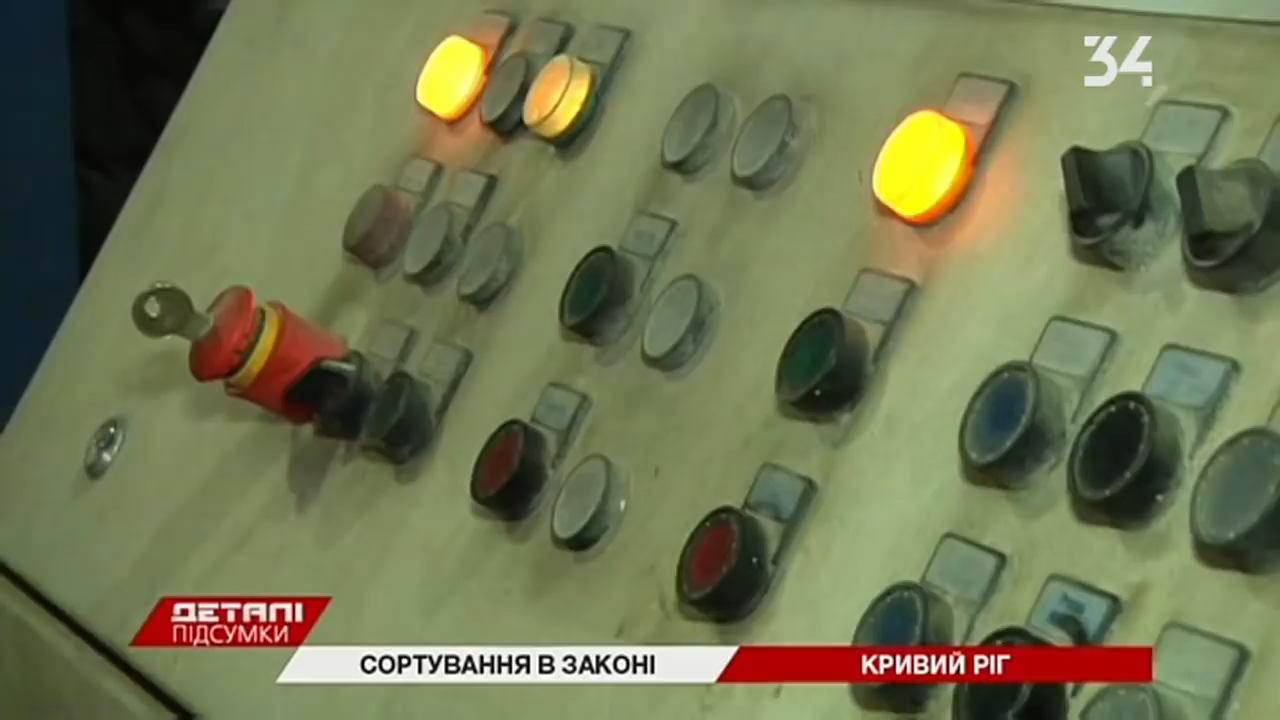 34
ДЕТАЛІ
ПІДСУМКИ
СОРТУВАННЯ В ЗАКОНІ
КРИВИЙ РІГ